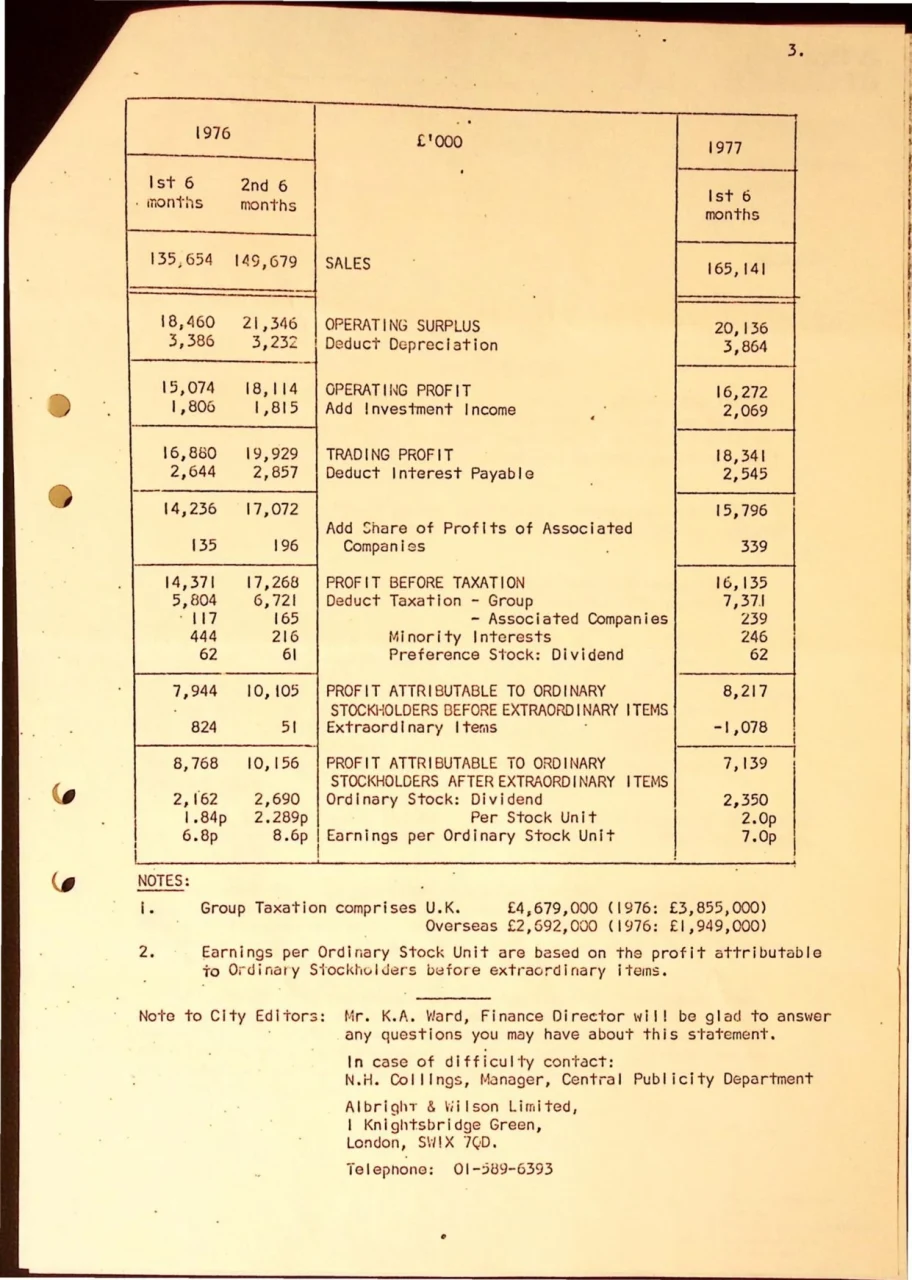 3.
1976 £'000 1977
1st 6 months 2nd 6 months 1st 6 months
135,654 149,679 SALES 165,141
18,460 21,346 OPERATING SURPLUS 20,136
3,386 3,232 Deduct Depreciation 3,864
15,074 18,114 OPERATING PROFIT 16,272
1,806 1,815 Add Investment Income 2,069
16,880 19,929 TRADING PROFIT 18,341
2,644 2,857 Deduct Interest Payable 2,545
14,236 17,072 15,796
Add Share of Profits of Associated
135 196 Companies 339
14,371 17,268 PROFIT BEFORE TAXATION 16,135
5,804 6,721 Deduct Taxation - Group 7,371
117 165 - Associated Companies 239
444 216 Minority Interests 246
62 61 Preference Stock: Dividend 62
7,944 10,105 PROFIT ATTRIBUTABLE TO ORDINARY 8,217
STOCKHOLDERS BEFORE EXTRAORDINARY ITEMS
824 51 Extraordinary Items -1,078
8,768 10,156 PROFIT ATTRIBUTABLE TO ORDINARY 7,139
STOCKHOLDERS AFTER EXTRAORDINARY ITEMS
2,162 2,690 Ordinary Stock: Dividend 2,350
1.84p 2.289p Per Stock Unit 2.0p
6.8p 8.6p Earnings per Ordinary Stock Unit 7.0p
NOTES:
1. Group Taxation comprises U.K. £4,679,000 (1976: £3,855,000)
Overseas £2,692,000 (1976: £1,949,000)
2. Earnings per Ordinary Stock Unit are based on the profit attributable
to Ordinary Stockholders before extraordinary items.
Note to City Editors: Mr. K.A. Ward, Finance Director will be glad to answer
any questions you may have about this statement.
In case of difficulty contact:
N.H. Collings, Manager, Central Publicity Department
Albright & Wilson Limited,
1 Knightsbridge Green,
London, SW1X 7QD.
Telephone: 01-589-6393